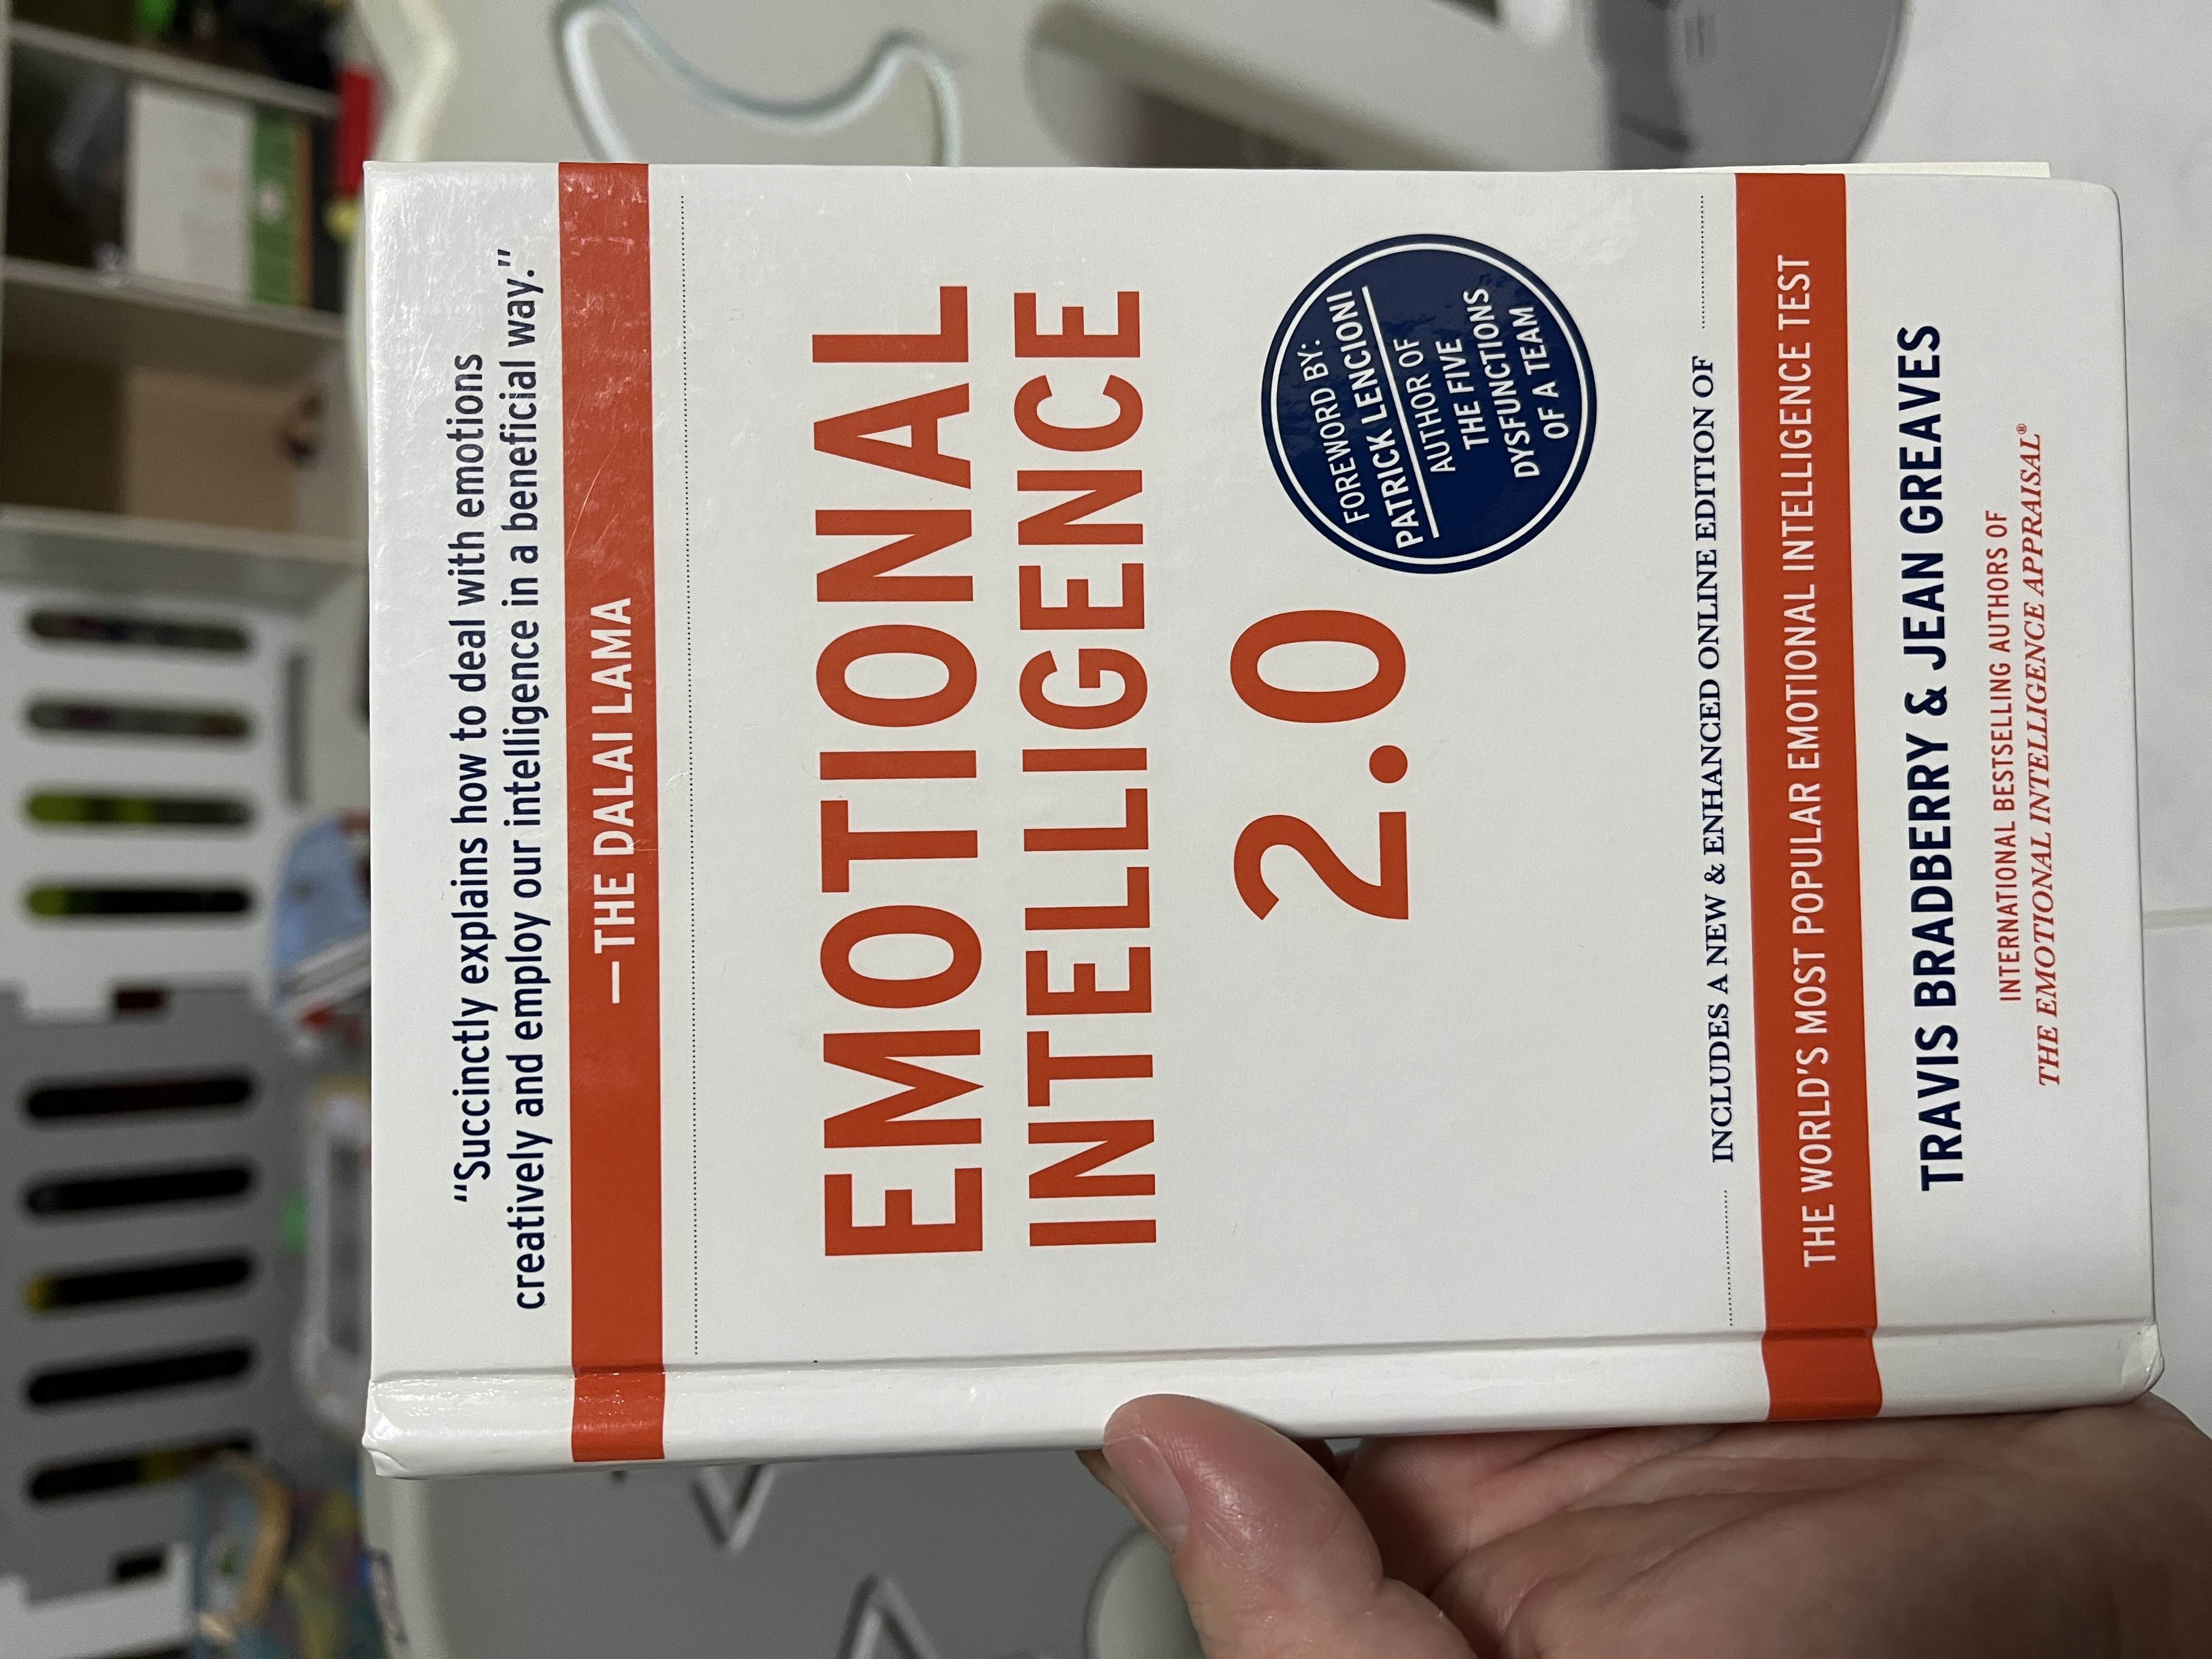 “Succinctly explains how to deal with emotions
creatively and employ our intelligence in a beneficial way.”
—THE DALAI LAMA
EMOTIONAL
INTELLIGENCE
2.0
FOREWORD BY:
PATRICK LENCIONI
AUTHOR OF
THE FIVE
DYSFUNCTIONS
OF A TEAM
INCLUDES A NEW & ENHANCED ONLINE EDITION OF
THE WORLD’S MOST POPULAR EMOTIONAL INTELLIGENCE TEST
TRAVIS BRADBERRY & JEAN GREAVES
INTERNATIONAL BESTSELLING AUTHORS OF
THE EMOTIONAL INTELLIGENCE APPRAISAL®